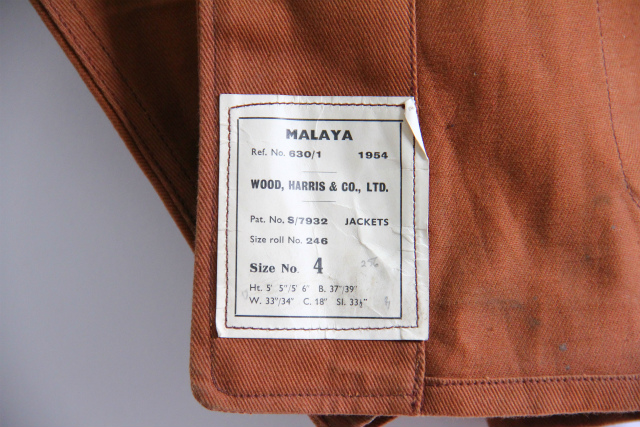 MALAYA
Ref. No. 630/1 1954
WOOD, HARRIS & CO., LTD.
Pat. No. S/7932 JACKETS
Size roll No. 246
Size No. 4
Ht. 5' 5"/5' 6" B. 37"/39"
W. 33"/34" C. 18" Sl. 33½"